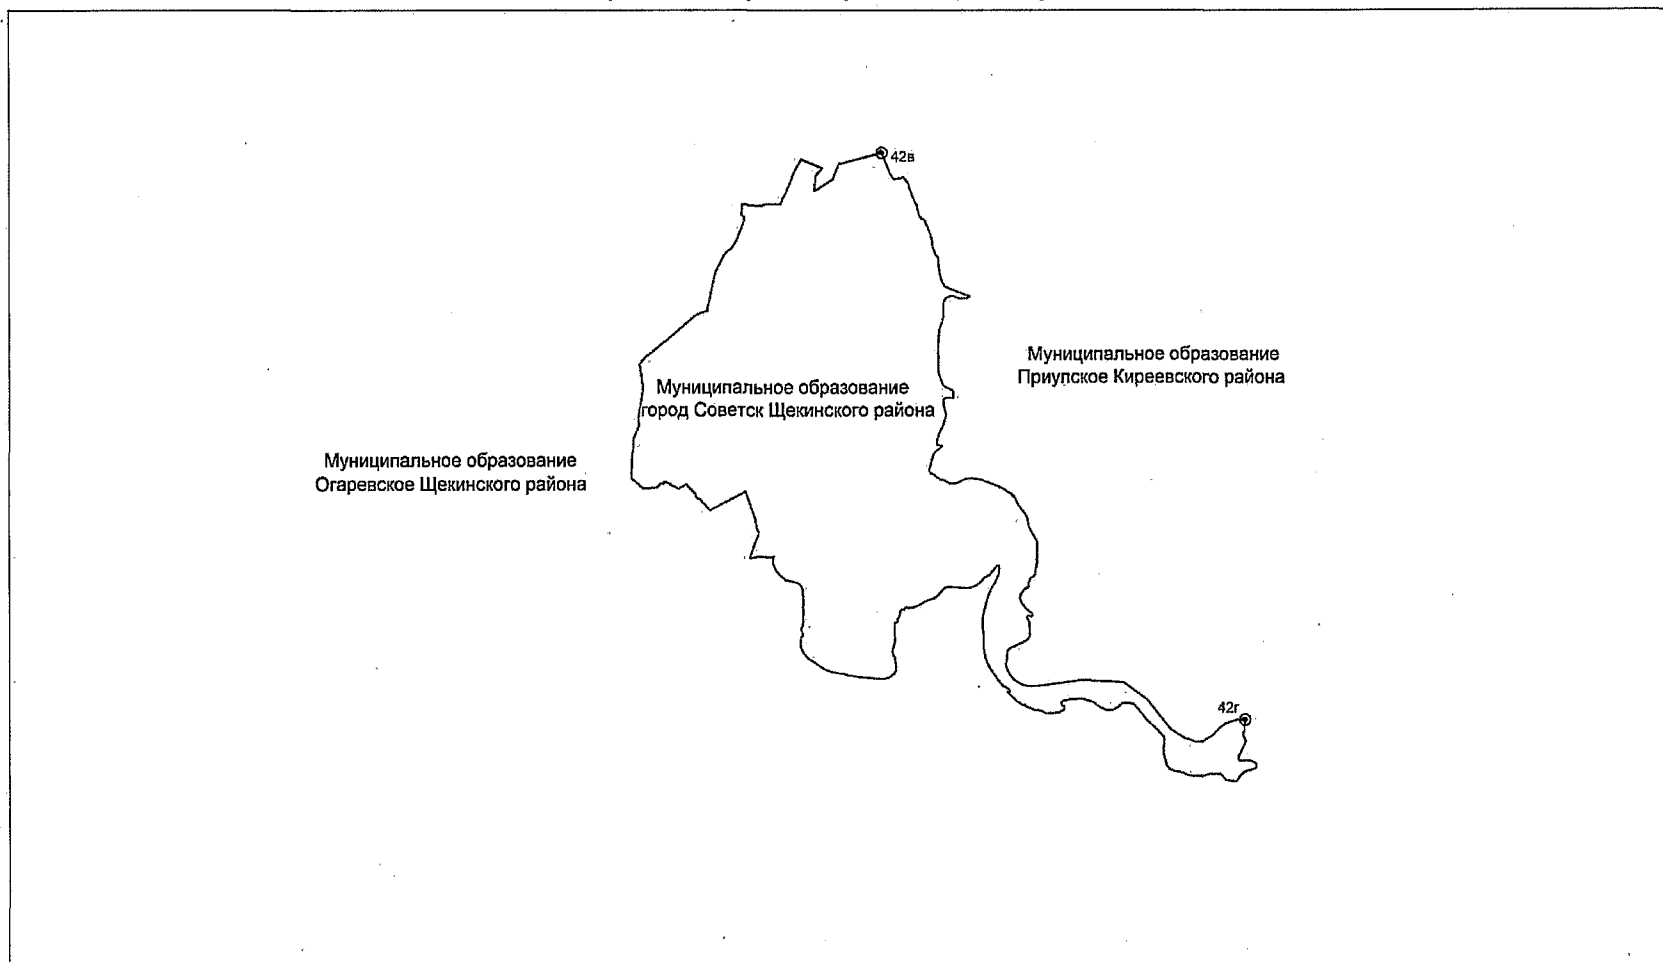 42в
Муниципальное образование
Приупское Киреевского района
Муниципальное образование
город Советск Щекинского района
Муниципальное образование
Огаревское Щекинского района
42г